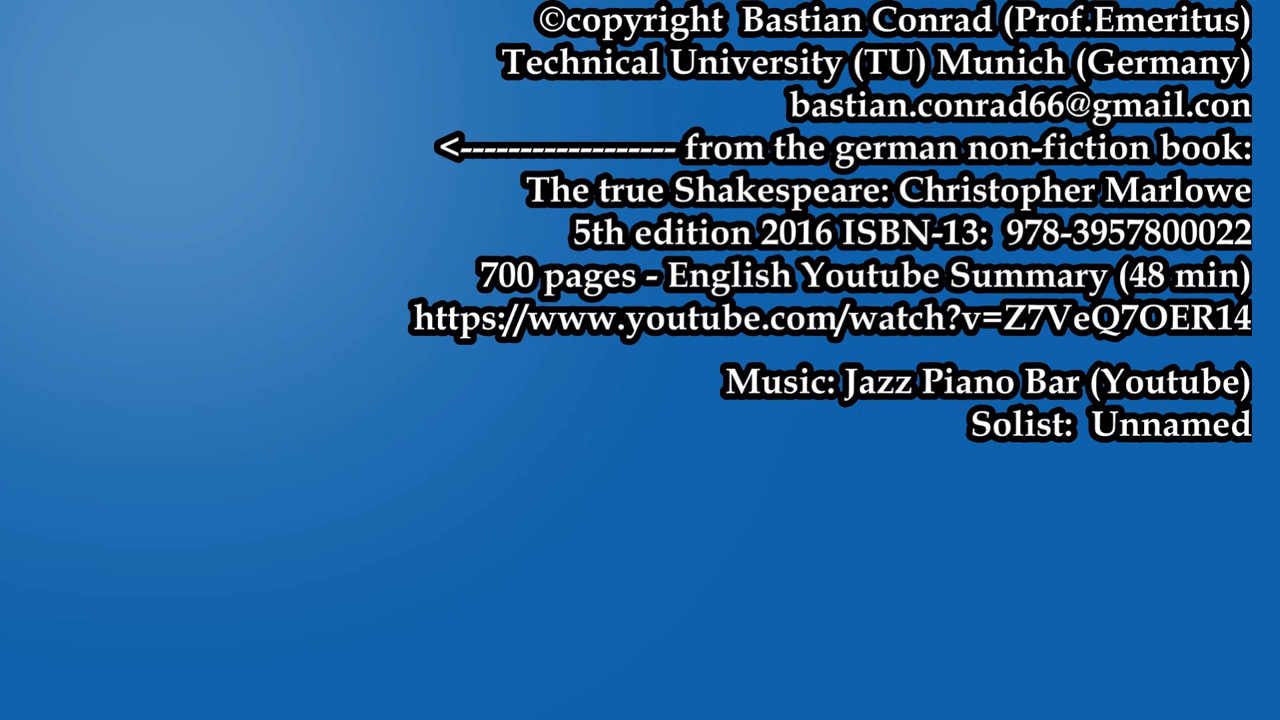 ©copyright  Bastian Conrad (Prof.Emeritus)
Technical University (TU) Munich (Germany)
bastian.conrad66@gmail.con
<------------------ from the german non-fiction book:
The true Shakespeare: Christopher Marlowe
5th edition 2016 ISBN-13:  978-3957800022
700 pages - English Youtube Summary (48 min)
https://www.youtube.com/watch?v=Z7VeQ7OER14
Music: Jazz Piano Bar (Youtube)
Solist:  Unnamed